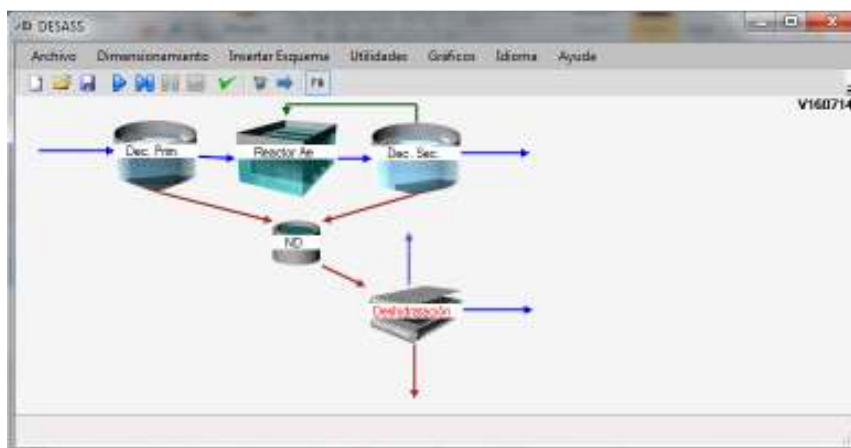 DESASS
Archivo Dimensionamiento Insertar Esquema Utilidades Gráficos Idioma Ayuda
V160714
Dec. Prim. Reactor Ae Dec. Sec.
ND
Deshidratación